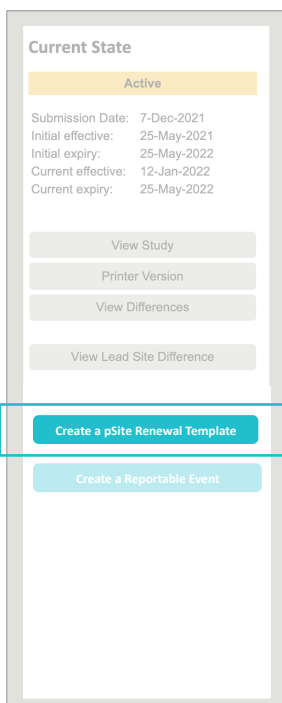 Current State
Active
Submission Date: 7-Dec-2021
Initial effective: 25-May-2021
Initial expiry: 25-May-2022
Current effective: 12-Jan-2022
Current expiry: 25-May-2022
View Study
Printer Version
View Differences
View Lead Site Difference
Create a pSite Renewal Template
Create a Reportable Event